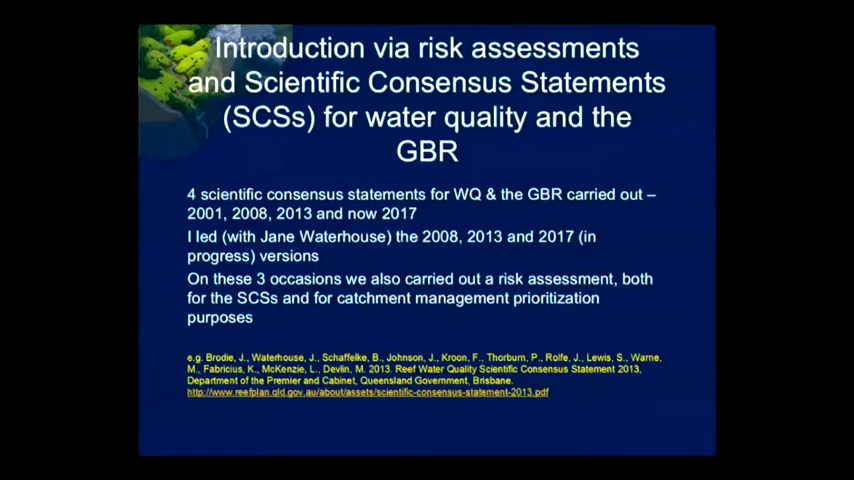 Introduction via risk assessments
and Scientific Consensus Statements
(SCSs) for water quality and the
GBR
4 scientific consensus statements for WQ & the GBR carried out –
2001, 2008, 2013 and now 2017
I led (with Jane Waterhouse) the 2008, 2013 and 2017 (in
progress) versions
On these 3 occasions we also carried out a risk assessment, both
for the SCSs and for catchment management prioritization
purposes
e.g. Brodie, J., Waterhouse, J., Schaffelke, B., Johnson, J., Kroon, F., Thorburn, P., Rolfe, J., Lewis, S., Warne,
M., Fabricius, K., McKenzie, L., Devlin, M. 2013. Reef Water Quality Scientific Consensus Statement 2013,
Department of the Premier and Cabinet, Queensland Government, Brisbane.
http://www.reefplan.qld.gov.au/about/assets/scientific-consensus-statement-2013.pdf